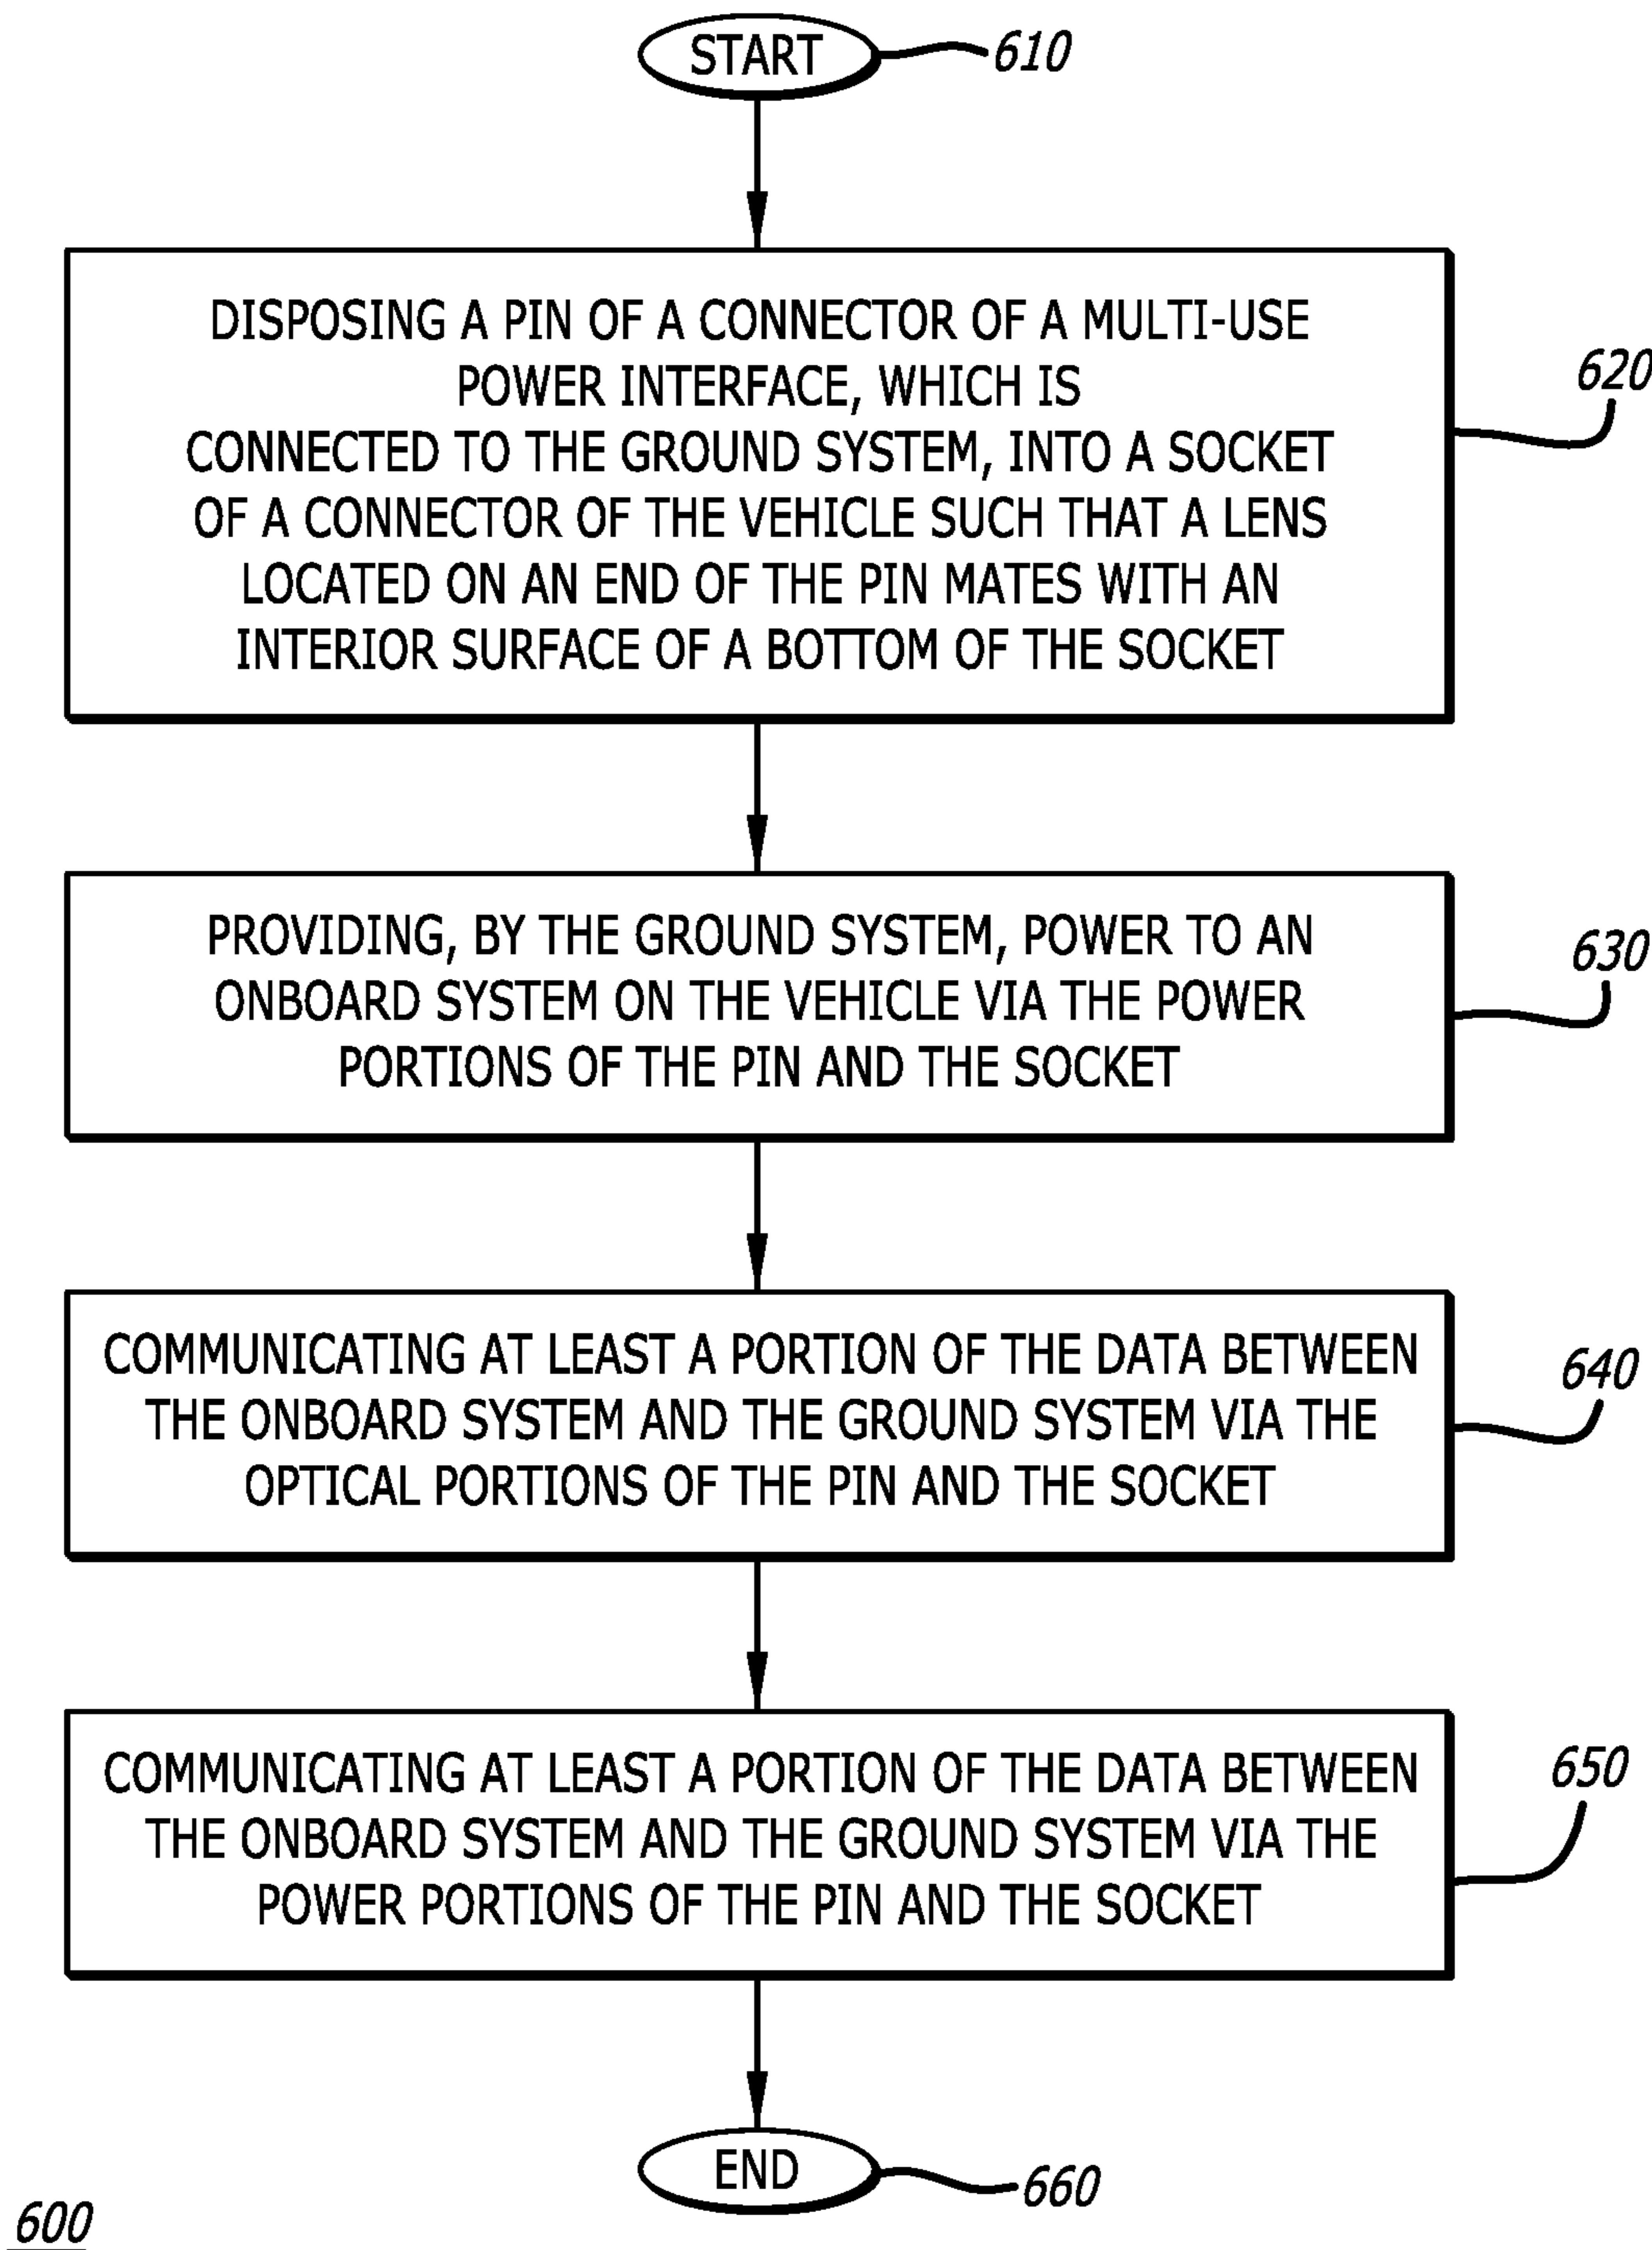 START
610
DISPOSING A PIN OF A CONNECTOR OF A MULTI-USE
POWER INTERFACE, WHICH IS
CONNECTED TO THE GROUND SYSTEM, INTO A SOCKET
OF A CONNECTOR OF THE VEHICLE SUCH THAT A LENS
LOCATED ON AN END OF THE PIN MATES WITH AN
INTERIOR SURFACE OF A BOTTOM OF THE SOCKET
620
PROVIDING, BY THE GROUND SYSTEM, POWER TO AN
ONBOARD SYSTEM ON THE VEHICLE VIA THE POWER
PORTIONS OF THE PIN AND THE SOCKET
630
COMMUNICATING AT LEAST A PORTION OF THE DATA BETWEEN
THE ONBOARD SYSTEM AND THE GROUND SYSTEM VIA THE
OPTICAL PORTIONS OF THE PIN AND THE SOCKET
640
COMMUNICATING AT LEAST A PORTION OF THE DATA BETWEEN
THE ONBOARD SYSTEM AND THE GROUND SYSTEM VIA THE
POWER PORTIONS OF THE PIN AND THE SOCKET
650
END
660
600